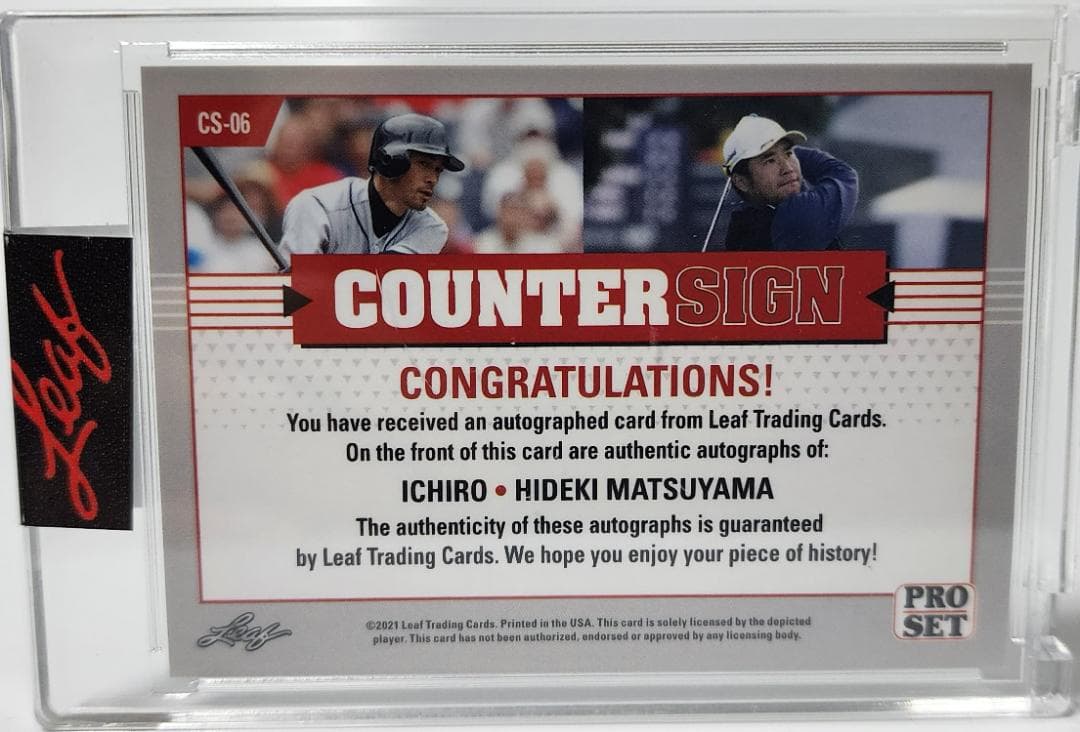 CS-06
COUNTERSIGN
CONGRATULATIONS!
You have received an autographed card from Leaf Trading Cards.
On the front of this card are authentic autographs of:
ICHIRO • HIDEKI MATSUYAMA
The authenticity of these autographs is guaranteed
by Leaf Trading Cards. We hope you enjoy your piece of history!
Leaf
©2021 Leaf Trading Cards. Printed in the USA. This card is solely licensed by the depicted
player. This card has not been authorized, endorsed or approved by any licensing body.
PRO
SET
Leaf